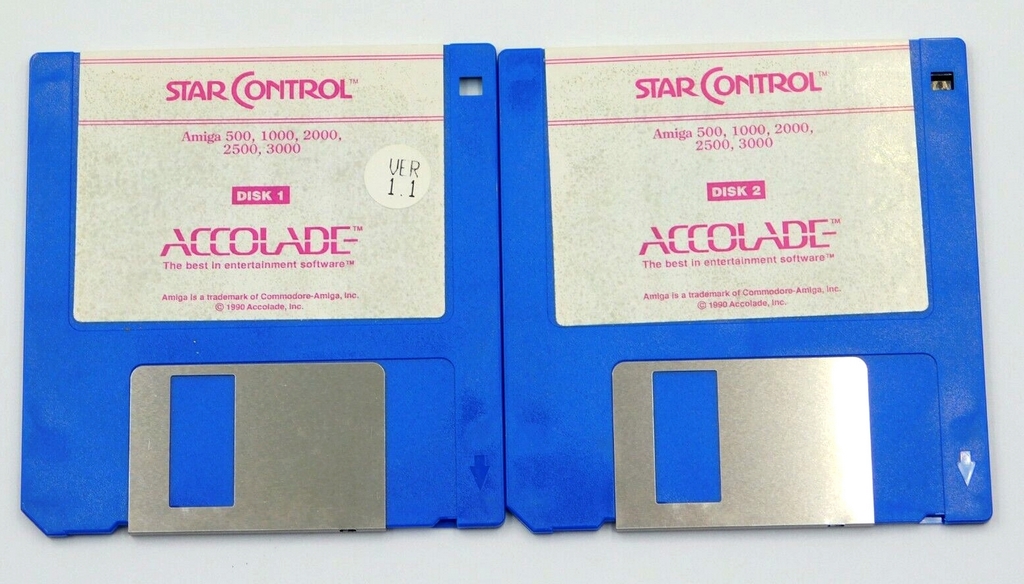 STAR CONTROL™
Amiga 500, 1000, 2000,
2500, 3000
VER
1.1
DISK 1
ACCOLADE™
The best in entertainment software™
Amiga is a trademark of Commodore-Amiga, Inc.
© 1990 Accolade, Inc.
STAR CONTROL™
Amiga 500, 1000, 2000,
2500, 3000
DISK 2
ACCOLADE™
The best in entertainment software™
Amiga is a trademark of Commodore-Amiga, Inc.
© 1990 Accolade, Inc.